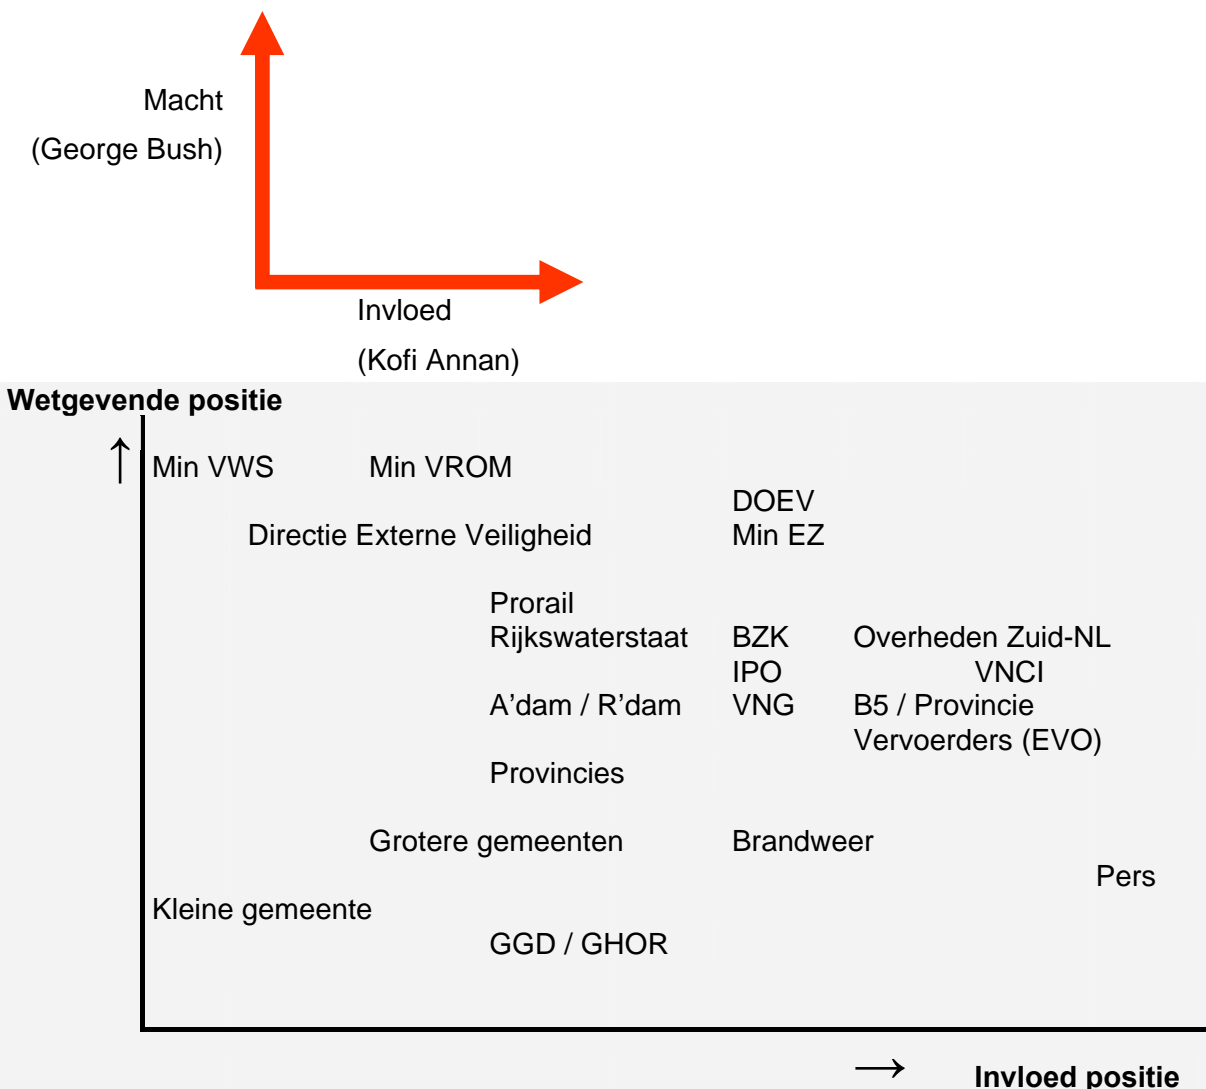 Macht
(George Bush)
Invloed
(Kofi Annan)
Wetgevende positie
↑ Min VWS Min VROM
DOEV
Directie Externe Veiligheid Min EZ
Prorail
Rijkswaterstaat BZK Overheden Zuid-NL
IPO VNCI
A’dam / R’dam VNG B5 / Provincie
Vervoerders (EVO)
Provincies
Grotere gemeenten Brandweer
Pers
Kleine gemeente
GGD / GHOR
→ Invloed positie